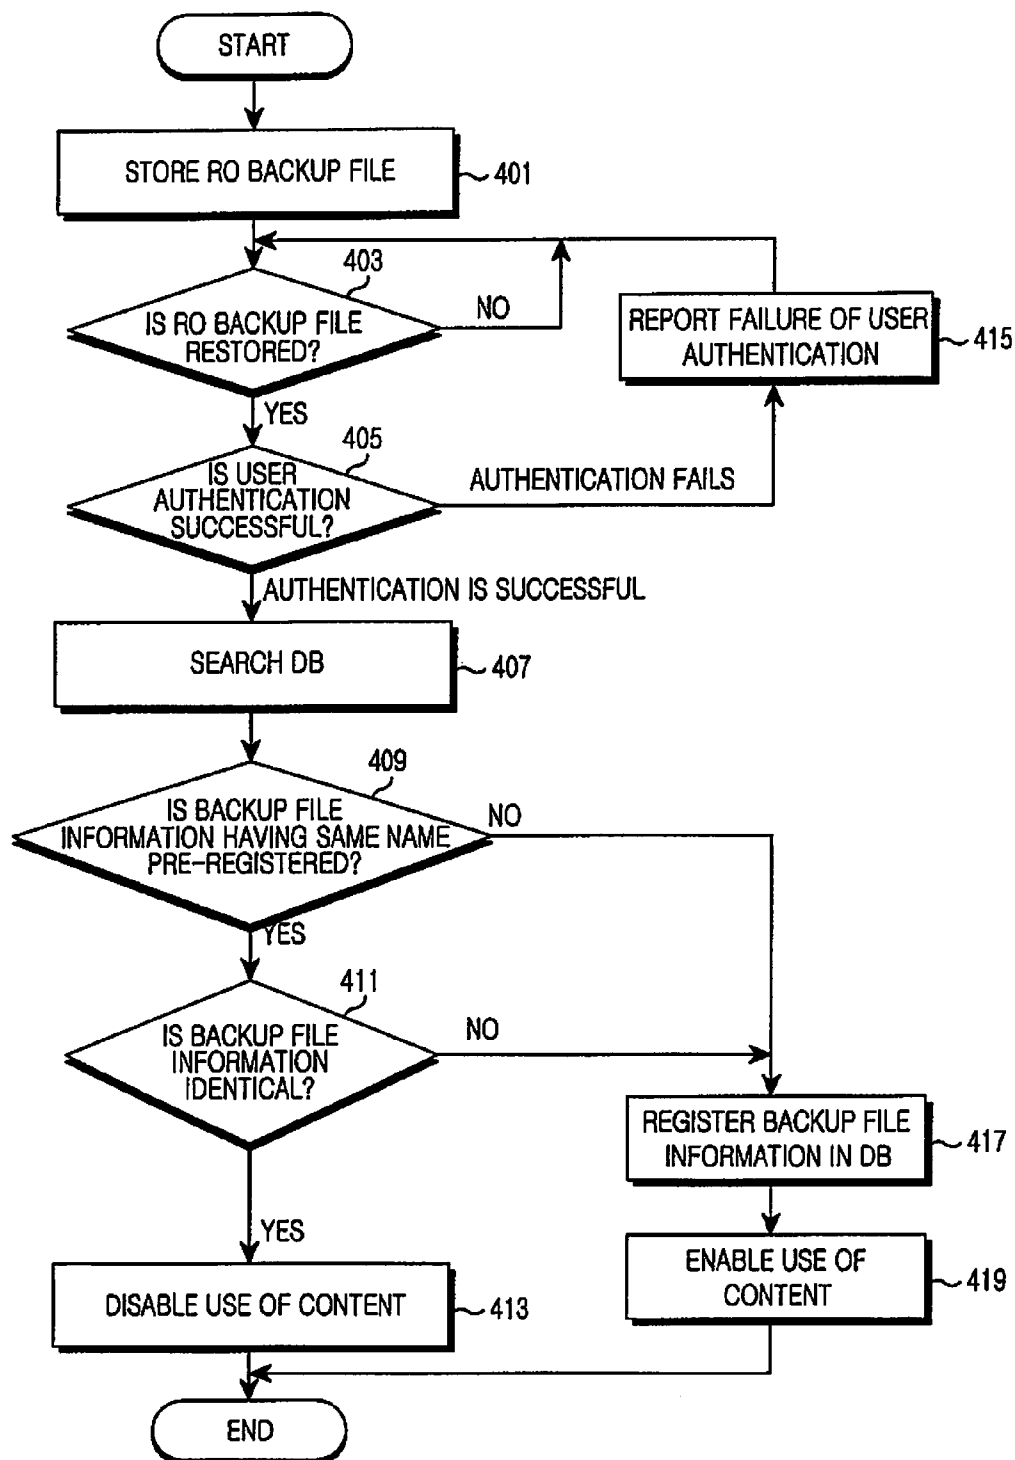 START
STORE RO BACKUP FILE
401
403
IS RO BACKUP FILE
RESTORED?
NO
REPORT FAILURE OF USER
AUTHENTICATION
415
YES
405
IS USER
AUTHENTICATION
SUCCESSFUL?
AUTHENTICATION FAILS
AUTHENTICATION IS SUCCESSFUL
SEARCH DB
407
409
IS BACKUP FILE
INFORMATION HAVING SAME NAME
PRE-REGISTERED?
NO
YES
411
IS BACKUP FILE
INFORMATION
IDENTICAL?
NO
REGISTER BACKUP FILE
INFORMATION IN DB
417
YES
ENABLE USE OF
CONTENT
419
DISABLE USE OF CONTENT
413
END